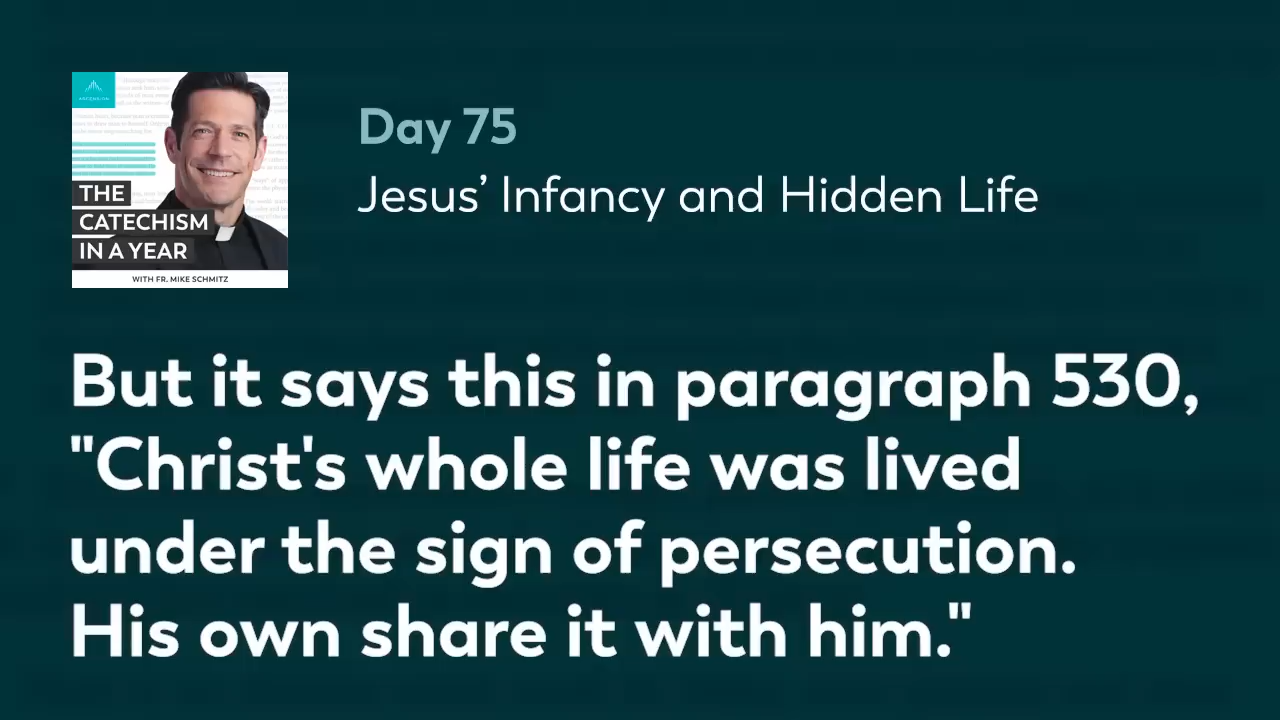 ASCENSION
THE
CATECHISM
IN A YEAR
WITH FR. MIKE SCHMITZ
Day 75
Jesus’ Infancy and Hidden Life
But it says this in paragraph 530,
"Christ's whole life was lived
under the sign of persecution.
His own share it with him."